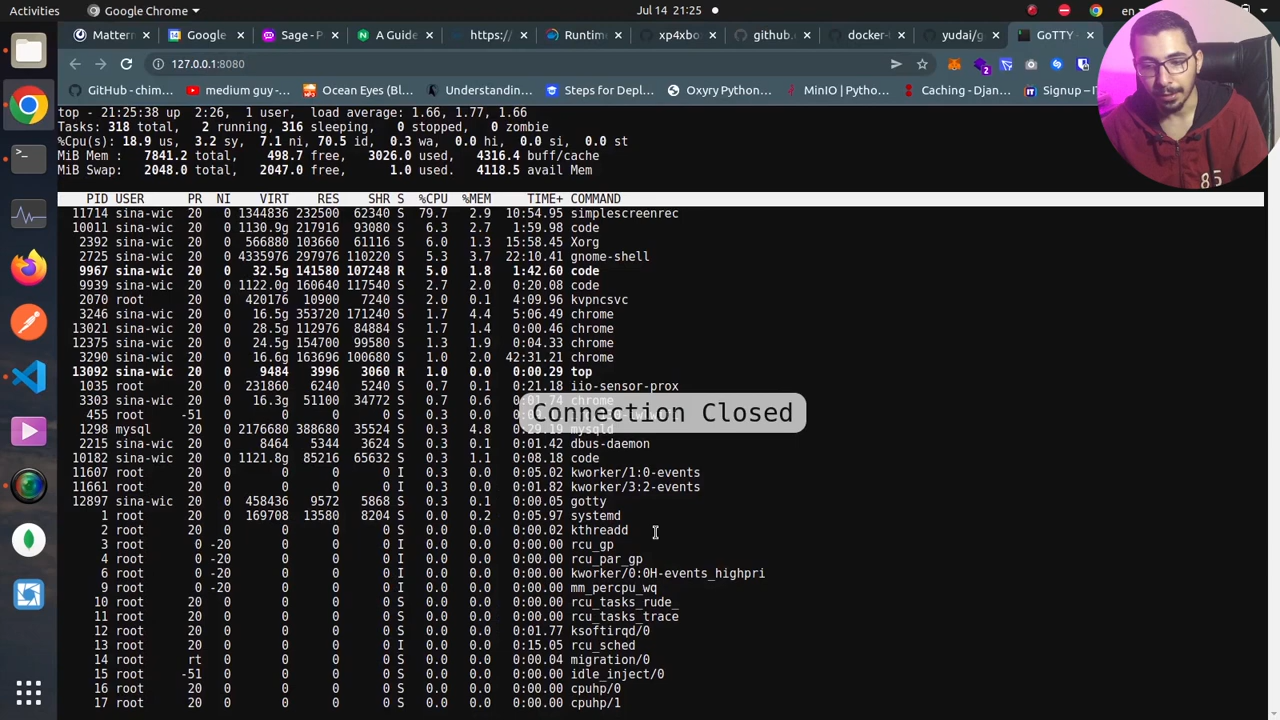 Activities
Google Chrome
Jul 14 21:25
en
Mattern
Google
Sage - P
A Guide
https:/
Runtim
xp4xbox
github.
docker-
yudai/g
GoTTY -
127.0.0.1:8080
GitHub - chim...
medium guy - ...
Ocean Eyes (Bl...
Understanding...
Steps for Depl...
Oxyry Python...
MinIO | Pytho...
Caching - Djan...
Signup – I
85
top - 21:25:38 up 2:26, 1 user, load average: 1.66, 1.77, 1.66
Tasks: 318 total, 2 running, 316 sleeping, 0 stopped, 0 zombie
%Cpu(s): 18.9 us, 3.2 sy, 7.1 ni, 70.5 id, 0.3 wa, 0.0 hi, 0.0 si, 0.0 st
MiB Mem : 7841.2 total, 498.7 free, 3026.0 used, 4316.4 buff/cache
MiB Swap: 2048.0 total, 2047.0 free, 1.0 used. 4118.5 avail Mem
PID USER PR NI VIRT RES SHR S %CPU %MEM TIME+ COMMAND
11714 sina-wic 20 0 1344836 232500 62340 S 79.7 2.9 10:54.95 simplescreenrec
10011 sina-wic 20 0 1130.9g 217916 93080 S 6.3 2.7 1:59.98 code
2392 sina-wic 20 0 566880 103660 61116 S 6.0 1.3 15:58.45 Xorg
2725 sina-wic 20 0 4335976 297976 110220 S 5.3 3.7 22:10.41 gnome-shell
9967 sina-wic 20 0 32.5g 141580 107248 R 5.0 1.8 1:42.60 code
9939 sina-wic 20 0 1122.0g 160640 117540 S 2.7 2.0 0:20.08 code
2070 root 20 0 420176 10900 7240 S 2.0 0.1 4:09.96 kvpncsvc
3246 sina-wic 20 0 16.5g 353720 171240 S 1.7 4.4 5:06.49 chrome
13021 sina-wic 20 0 28.5g 112976 84884 S 1.7 1.4 0:00.46 chrome
12375 sina-wic 20 0 24.5g 154700 99580 S 1.3 1.9 0:04.33 chrome
3290 sina-wic 20 0 16.6g 163696 100680 S 1.0 2.0 42:31.21 chrome
13092 sina-wic 20 0 9484 3996 3060 R 1.0 0.0 0:00.29 top
1035 root 20 0 231860 6240 5240 S 0.7 0.1 0:21.18 iio-sensor-prox
3303 sina-wic 20 0 16.3g 51100 34772 S 0.7 0.6 0:01.74 chrome
455 root -51 0 0 0 0 S 0.3 0.0
Connection Closed
1298 mysql 20 0 2176680 388680 35524 S 0.3 4.8 0:29.19 mysqld
2215 sina-wic 20 0 8464 5344 3624 S 0.3 0.1 0:01.42 dbus-daemon
10182 sina-wic 20 0 1121.8g 85216 65632 S 0.3 1.1 0:08.18 code
11607 root 20 0 0 0 0 I 0.3 0.0 0:05.02 kworker/1:0-events
11661 root 20 0 0 0 0 I 0.3 0.0 0:01.82 kworker/3:2-events
12897 sina-wic 20 0 458436 9572 5868 S 0.3 0.1 0:00.05 gotty
1 root 20 0 169708 13580 8204 S 0.0 0.2 0:05.97 systemd
2 root 20 0 0 0 0 S 0.0 0.0 0:00.02 kthreadd
3 root 0 -20 0 0 0 I 0.0 0.0 0:00.00 rcu_gp
4 root 0 -20 0 0 0 I 0.0 0.0 0:00.00 rcu_par_gp
6 root 0 -20 0 0 0 I 0.0 0.0 0:00.00 kworker/0:0H-events_highpri
9 root 0 -20 0 0 0 I 0.0 0.0 0:00.00 mm_percpu_wq
10 root 20 0 0 0 0 S 0.0 0.0 0:00.00 rcu_tasks_rude_
11 root 20 0 0 0 0 S 0.0 0.0 0:00.00 rcu_tasks_trace
12 root 20 0 0 0 0 S 0.0 0.0 0:01.77 ksoftirqd/0
13 root 20 0 0 0 0 I 0.0 0.0 0:15.05 rcu_sched
14 root rt 0 0 0 0 S 0.0 0.0 0:00.04 migration/0
15 root -51 0 0 0 0 S 0.0 0.0 0:00.00 idle_inject/0
16 root 20 0 0 0 0 S 0.0 0.0 0:00.00 cpuhp/0
17 root 20 0 0 0 0 S 0.0 0.0 0:00.00 cpuhp/1